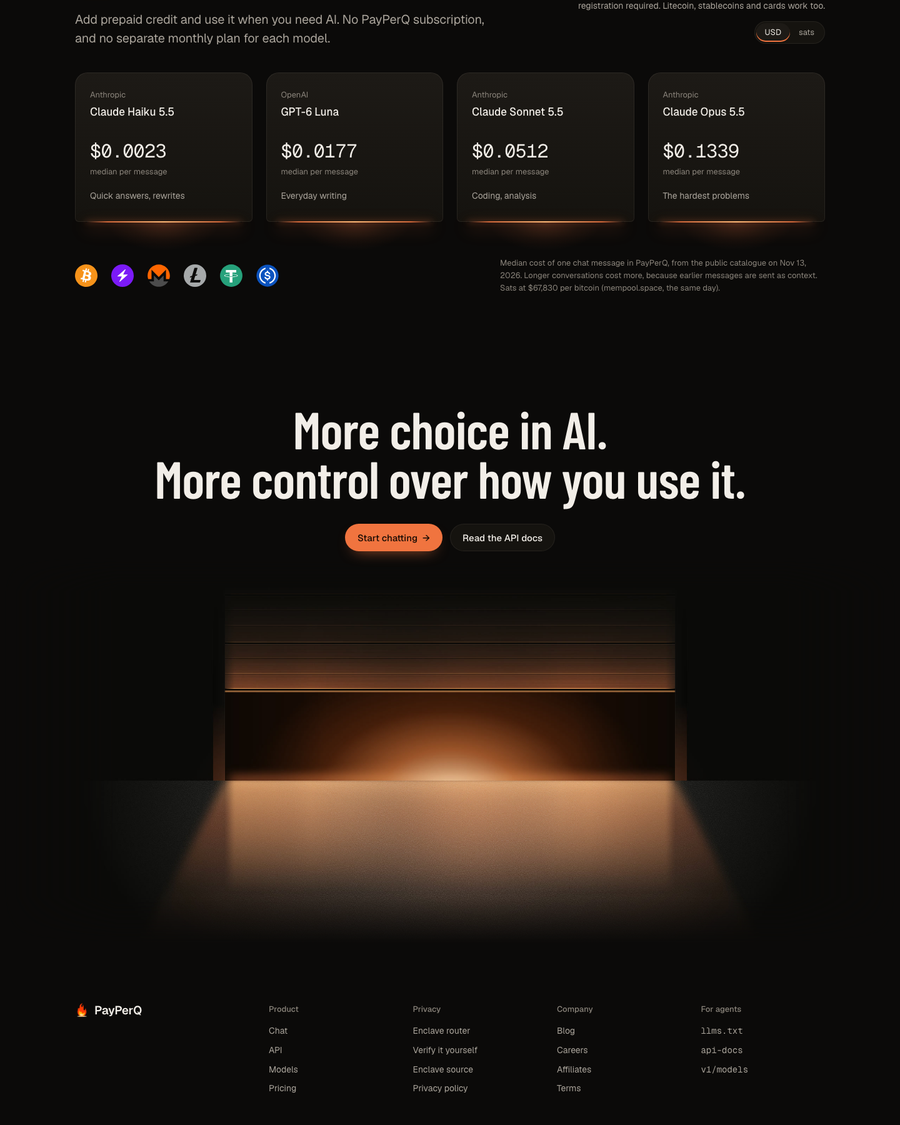 registration required. Litecoin, stablecoins and cards work too.
Add prepaid credit and use it when you need AI. No PayPerQ subscription,
and no separate monthly plan for each model.
USD sats
Anthropic
Claude Haiku 5.5
$0.0023
median per message
Quick answers, rewrites
OpenAI
GPT-6 Luna
$0.0177
median per message
Everyday writing
Anthropic
Claude Sonnet 5.5
$0.0512
median per message
Coding, analysis
Anthropic
Claude Opus 5.5
$0.1339
median per message
The hardest problems
Median cost of one chat message in PayPerQ, from the public catalogue on Nov 13,
2026. Longer conversations cost more, because earlier messages are sent as context.
Sats at $67,830 per bitcoin (mempool.space, the same day).
More choice in AI.
More control over how you use it.
Start chatting →
Read the API docs
PayPerQ
Product
Chat
API
Models
Pricing
Privacy
Enclave router
Verify it yourself
Enclave source
Privacy policy
Company
Blog
Careers
Affiliates
Terms
For agents
llms.txt
api-docs
v1/models